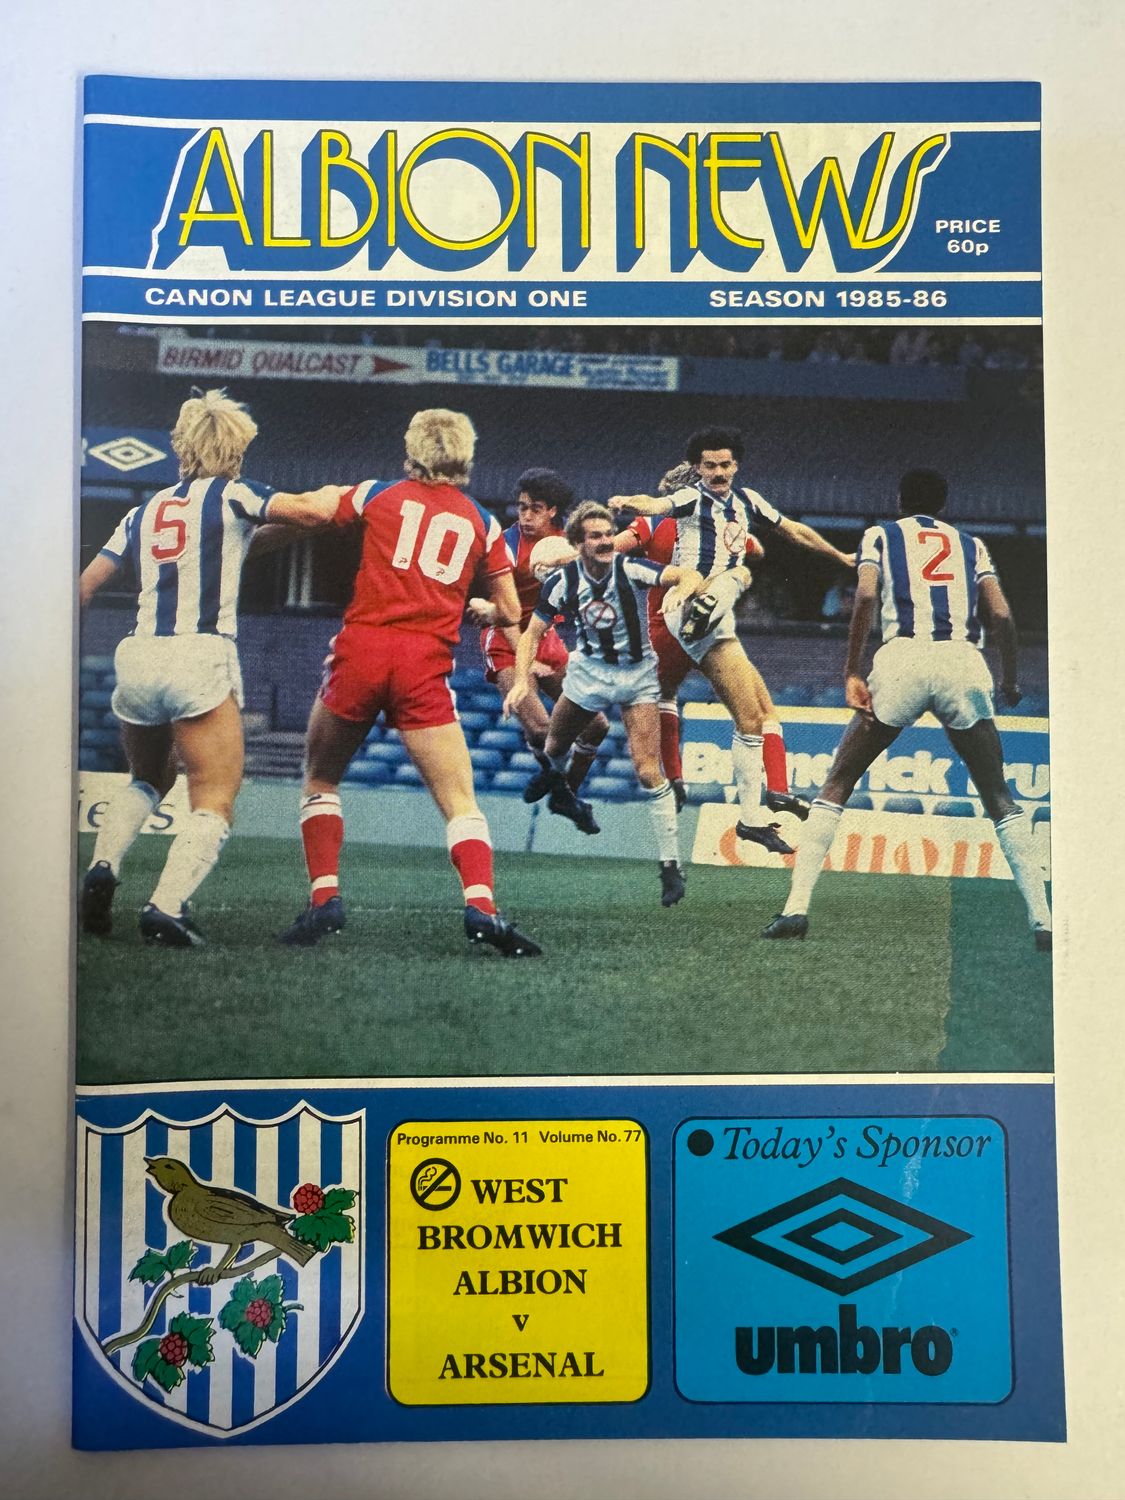 ALBION NEWS
PRICE
60p
CANON LEAGUE DIVISION ONE
SEASON 1985-86
BIRMID QUALCAST
BELLS GARAGE
5
10
2
Canon
Programme No. 11 Volume No. 77
WEST
BROMWICH
ALBION
v
ARSENAL
Today's Sponsor
umbro